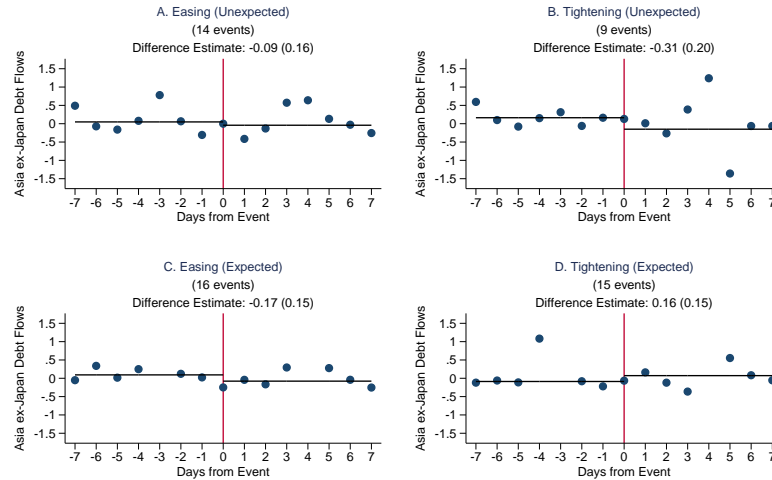 A. Easing (Unexpected)
(14 events)
Difference Estimate: -0.09 (0.16)
Asia ex-Japan Debt Flows
1.5
1
.5
0
-.5
-1
-1.5
-7 -6 -5 -4 -3 -2 -1 0 1 2 3 4 5 6 7
Days from Event
B. Tightening (Unexpected)
(9 events)
Difference Estimate: -0.31 (0.20)
Asia ex-Japan Debt Flows
1.5
1
.5
0
-.5
-1
-1.5
-7 -6 -5 -4 -3 -2 -1 0 1 2 3 4 5 6 7
Days from Event
C. Easing (Expected)
(16 events)
Difference Estimate: -0.17 (0.15)
Asia ex-Japan Debt Flows
1.5
1
.5
0
-.5
-1
-1.5
-7 -6 -5 -4 -3 -2 -1 0 1 2 3 4 5 6 7
Days from Event
D. Tightening (Expected)
(15 events)
Difference Estimate: 0.16 (0.15)
Asia ex-Japan Debt Flows
1.5
1
.5
0
-.5
-1
-1.5
-7 -6 -5 -4 -3 -2 -1 0 1 2 3 4 5 6 7
Days from Event